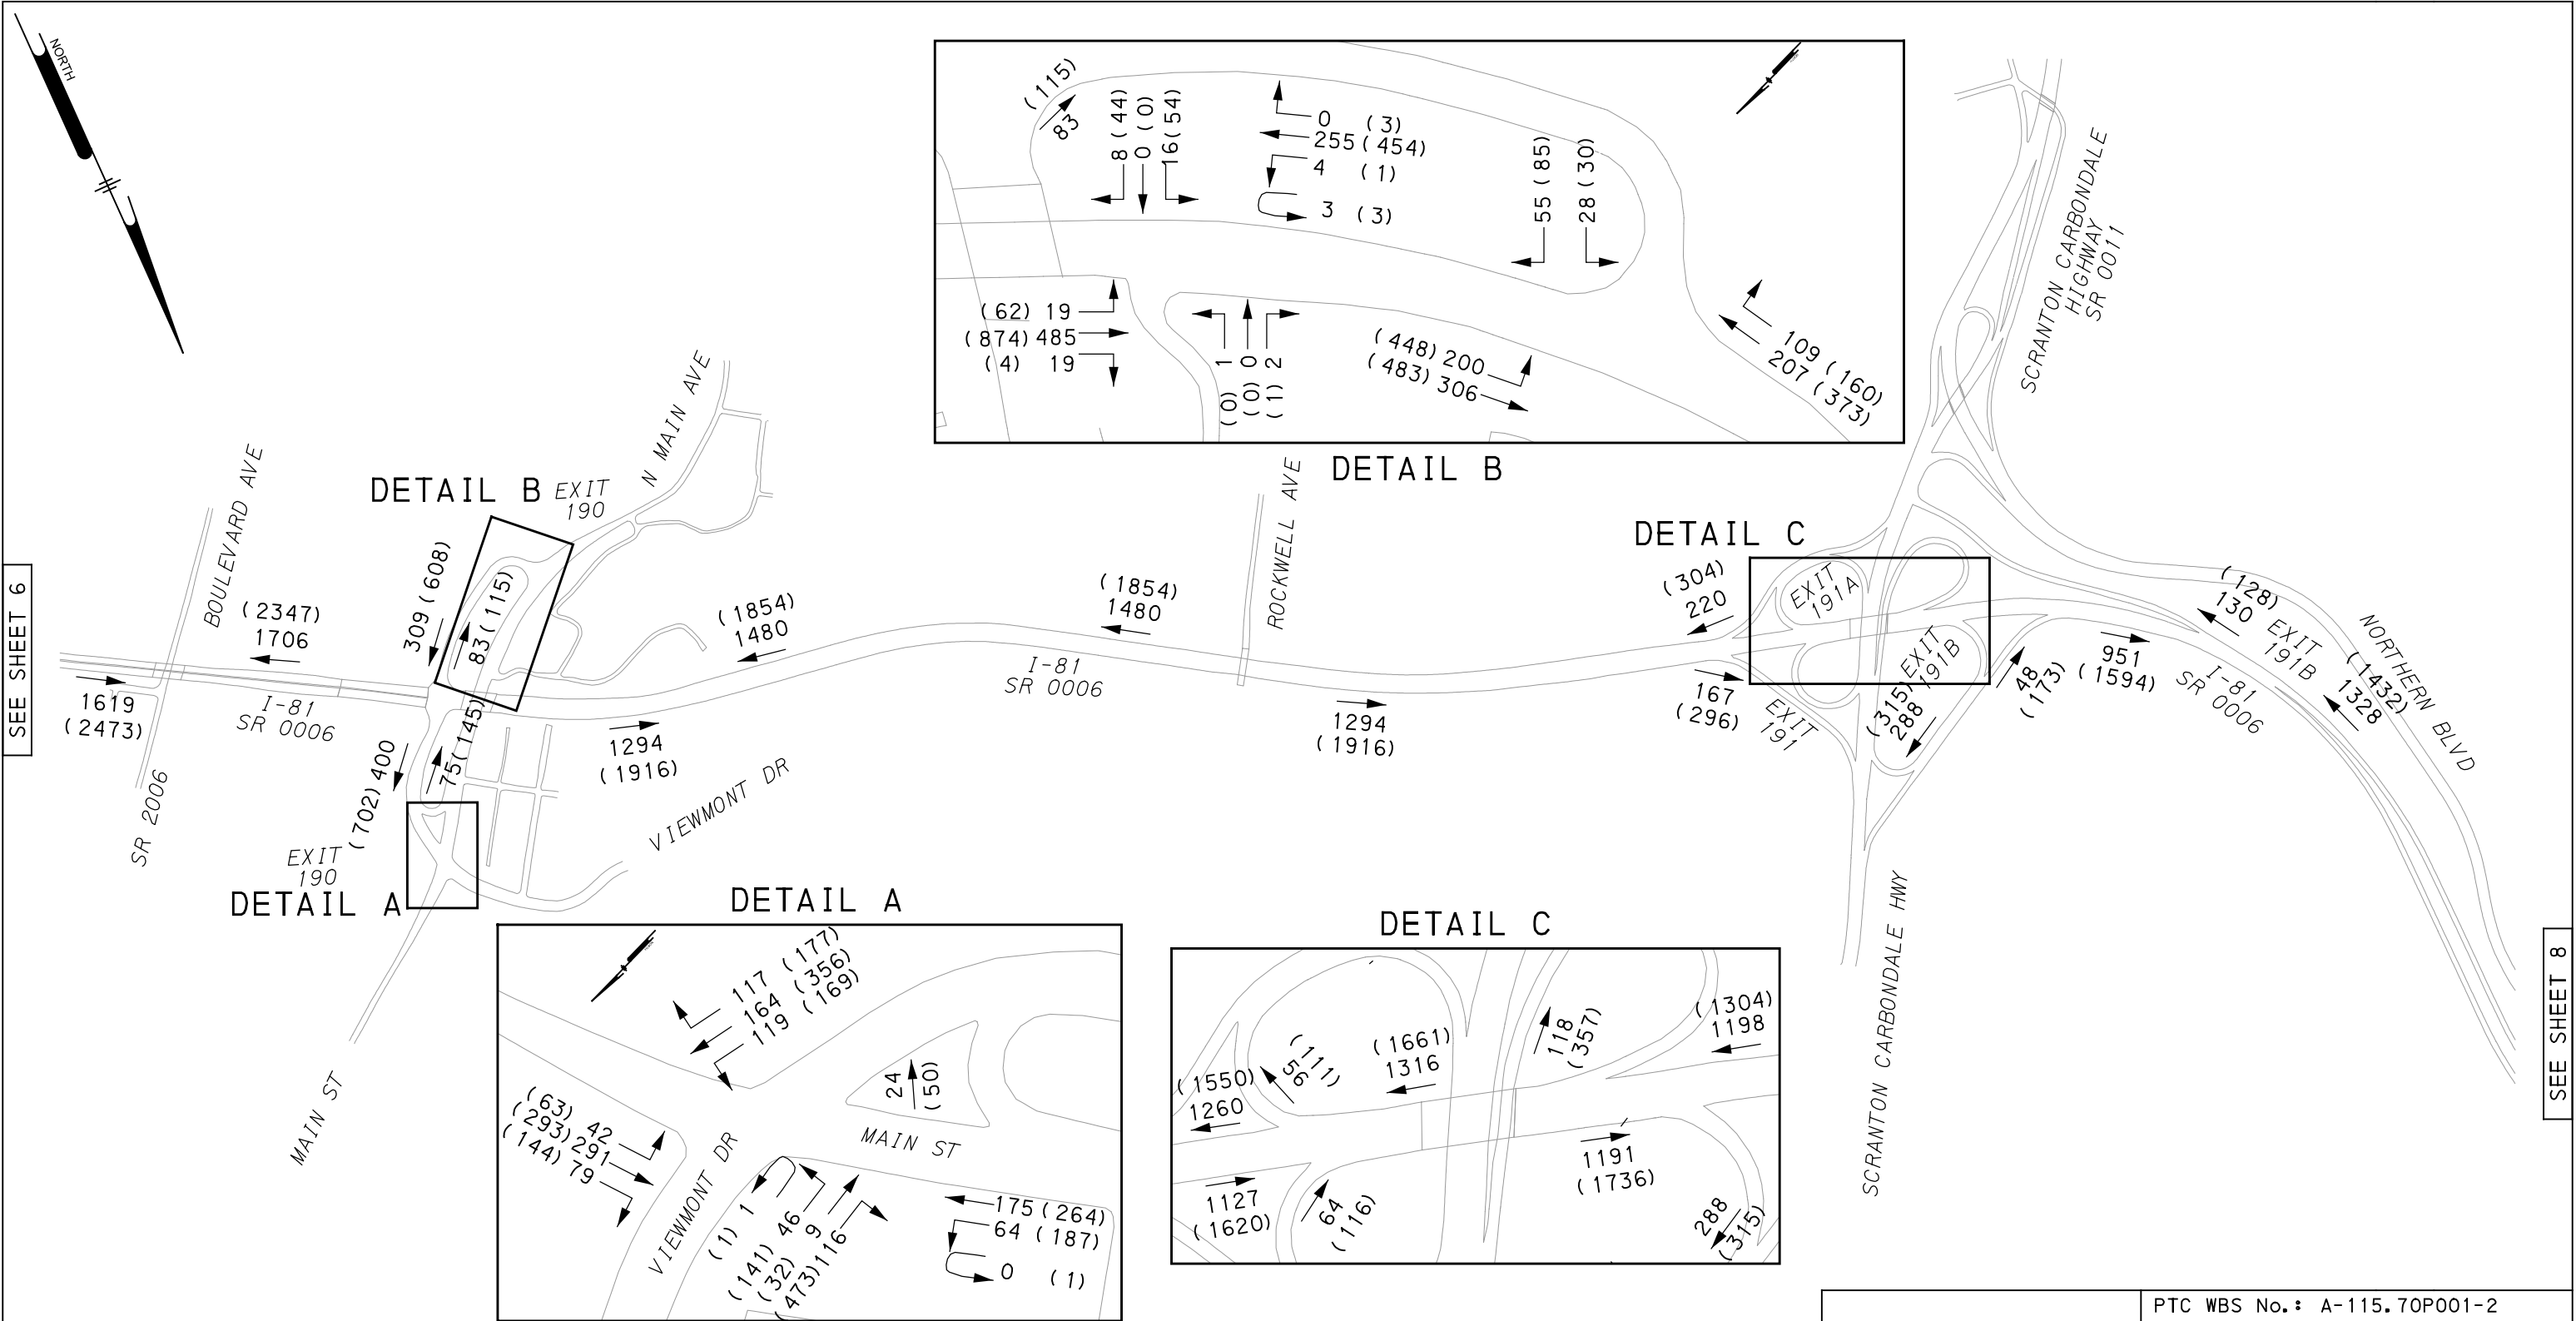 NORTH
SEE SHEET 6
BOULEVARD AVE
SR 2006
(2347)
1706
1619
(2473)
I-81
SR 0006
DETAIL B
EXIT
190
N MAIN AVE
309 (608)
83 (115)
75(145)
(702) 400
EXIT
190
DETAIL A
MAIN ST
1294
(1916)
VIEWMONT DR
(1854)
1480
I-81
SR 0006
(1854)
1480
ROCKWELL AVE
1294
(1916)
(115)
83
8 (44)
0 (0)
16(54)
0 (3)
255 (454)
4 (1)
3 (3)
55 (85)
28 (30)
(62) 19
(874) 485
(4) 19
(0) 1
(0) 0
(1) 2
(448) 200
(483) 306
109 (160)
207 (373)
DETAIL B
SCRANTON CARBONDALE
HIGHWAY
SR 0011
DETAIL C
(304)
220
EXIT
191A
EXIT
191B
167
(296)
EXIT
191
(315)
288
48
(173)
951
(1594)
I-81
SR 0006
(128)
130
EXIT
191B
(1432)
1328
NORTHERN BLVD
SCRANTON CARBONDALE HWY
SEE SHEET 8
DETAIL A
117 (177)
164 (356)
119 (169)
(63) 42
(293) 291
(144) 79
24
(50)
MAIN ST
VIEWMONT DR
(1) 1
(141) 46
(32) 9
(473) 116
175 (264)
64 (187)
0 (1)
DETAIL C
(1550)
1260
(111)
56
(1661)
1316
118
(357)
(1304)
1198
1127
(1620)
64
(116)
1191
(1736)
288
(315)
PTC WBS No.: A-115.70P001-2